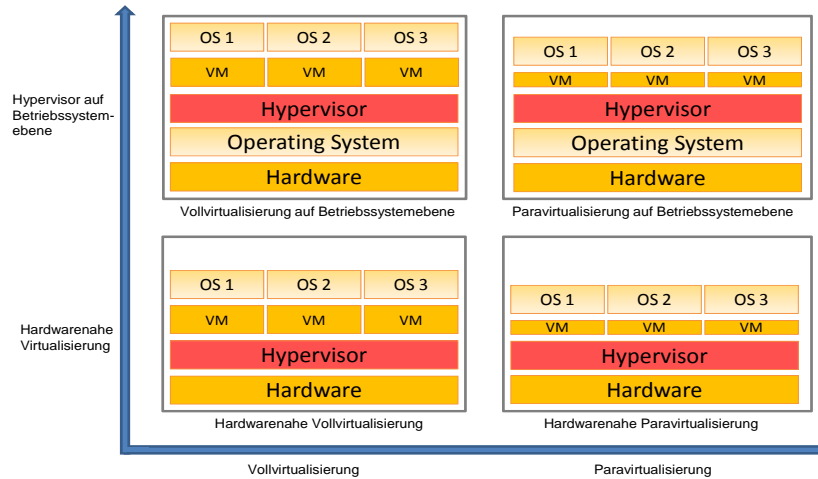 Hypervisor auf
Betriebssystem-
ebene
OS 1 OS 2 OS 3
VM VM VM
Hypervisor
Operating System
Hardware
Vollvirtualisierung auf Betriebssystemebene
OS 1 OS 2 OS 3
VM VM VM
Hypervisor
Operating System
Hardware
Paravirtualisierung auf Betriebssystemebene
Hardwarenahe
Virtualisierung
OS 1 OS 2 OS 3
VM VM VM
Hypervisor
Hardware
Hardwarenahe Vollvirtualisierung
OS 1 OS 2 OS 3
VM VM VM
Hypervisor
Hardware
Hardwarenahe Paravirtualisierung
Vollvirtualisierung
Paravirtualisierung